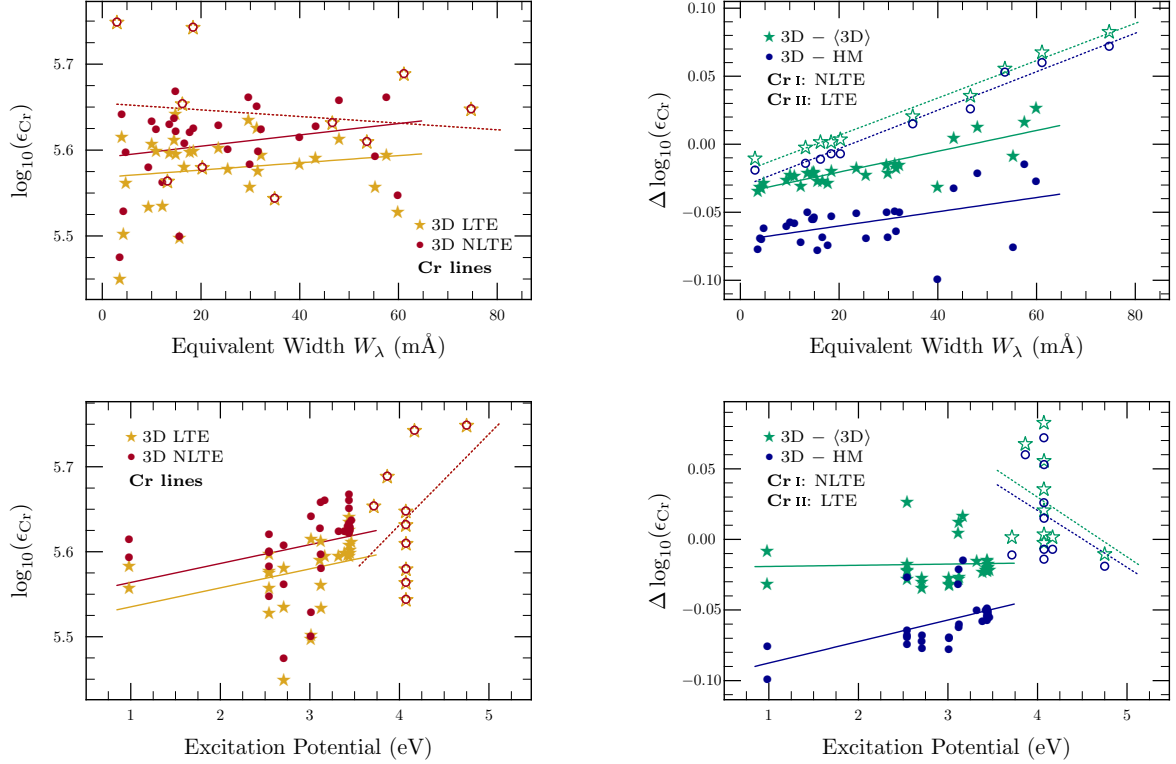 5.7
5.6
5.5
log₁₀(ϵCr)
3D LTE
3D NLTE
Cr lines
0 20 40 60 80
Equivalent Width Wλ (mÅ)
0.10
0.05
0.00
−0.05
−0.10
Δ log₁₀(ϵCr)
3D − ⟨3D⟩
3D − HM
Cr I: NLTE
Cr II: LTE
0 20 40 60 80
Equivalent Width Wλ (mÅ)
5.7
5.6
5.5
log₁₀(ϵCr)
3D LTE
3D NLTE
Cr lines
1 2 3 4 5
Excitation Potential (eV)
0.05
0.00
−0.05
−0.10
Δ log₁₀(ϵCr)
3D − ⟨3D⟩
3D − HM
Cr I: NLTE
Cr II: LTE
1 2 3 4 5
Excitation Potential (eV)